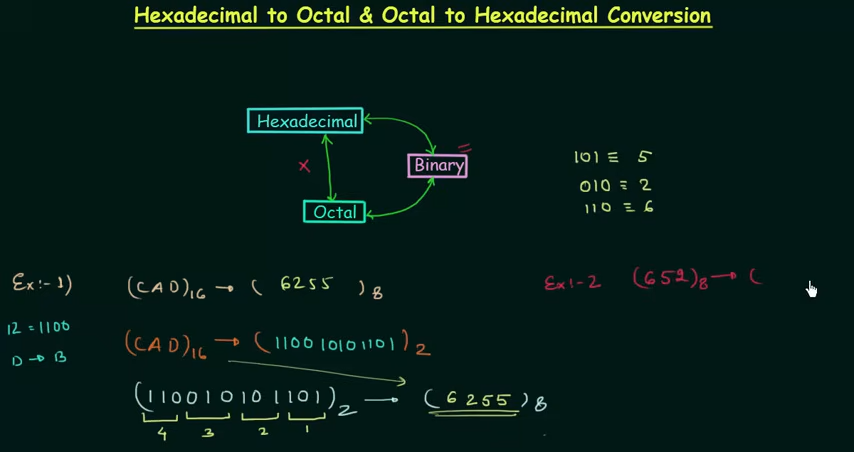 Hexadecimal to Octal & Octal to Hexadecimal Conversion
Hexadecimal
Binary
Octal
×
=
101 ≡ 5
010 ≡ 2
110 ≡ 6
Ex:-1) (CAD)16 → ( 6255 )8
Ex:-2 (652)8 → (
12 = 1100
D → B
(CAD)16 → (110010101101)2
(110010101101)2 → (6255)8
4 3 2 1